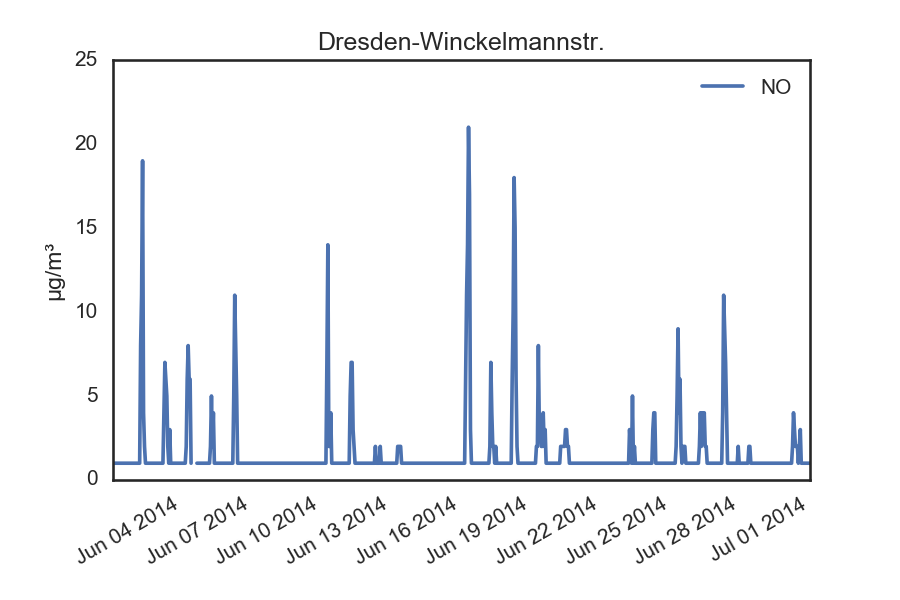 Dresden-Winckelmannstr.
25
NO
20
15
µg/m³
10
5
0
Jun 04 2014
Jun 07 2014
Jun 10 2014
Jun 13 2014
Jun 16 2014
Jun 19 2014
Jun 22 2014
Jun 25 2014
Jun 28 2014
Jul 01 2014